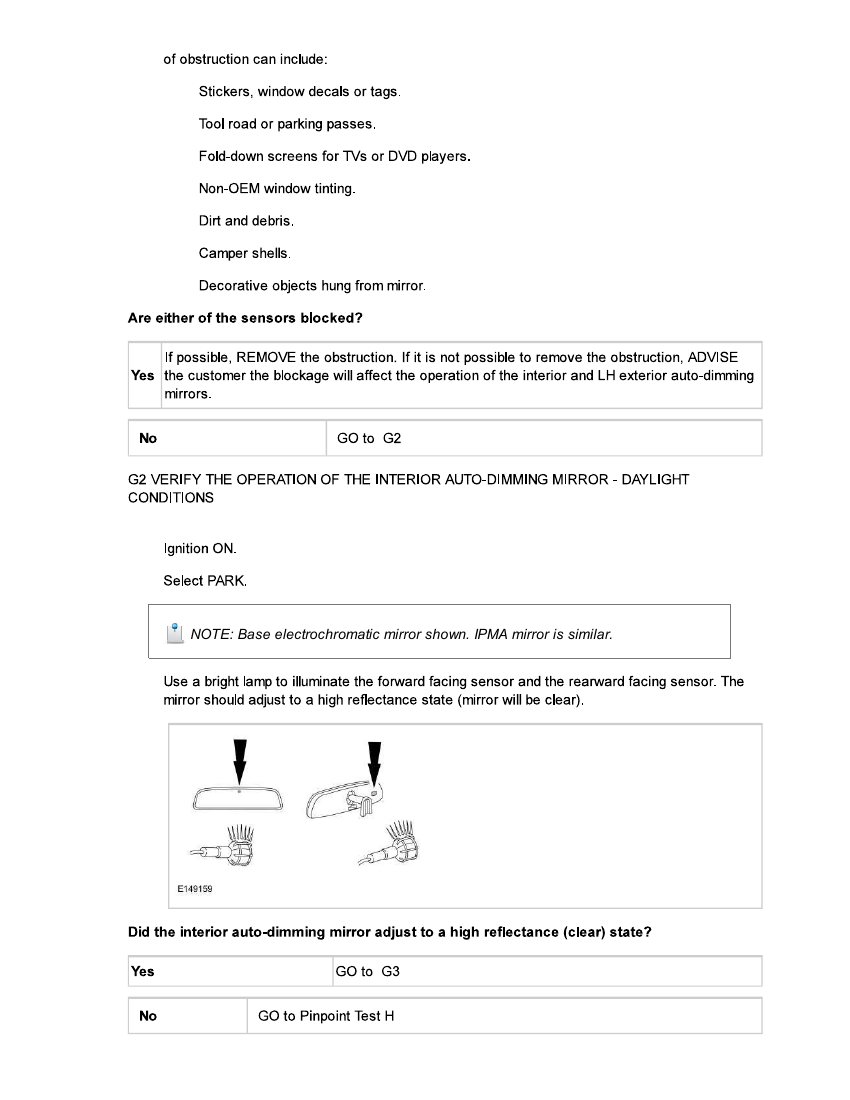 of obstruction can include:
Stickers, window decals or tags.
Tool road or parking passes.
Fold-down screens for TVs or DVD players.
Non-OEM window tinting.
Dirt and debris.
Camper shells.
Decorative objects hung from mirror.
Are either of the sensors blocked?
If possible, REMOVE the obstruction. If it is not possible to remove the obstruction, ADVISE
Yes the customer the blockage will affect the operation of the interior and LH exterior auto-dimming
mirrors.
No GO to G2
G2 VERIFY THE OPERATION OF THE INTERIOR AUTO-DIMMING MIRROR - DAYLIGHT
CONDITIONS
Ignition ON.
Select PARK.
NOTE: Base electrochromatic mirror shown. IPMA mirror is similar.
Use a bright lamp to illuminate the forward facing sensor and the rearward facing sensor. The
mirror should adjust to a high reflectance state (mirror will be clear).
E149159
Did the interior auto-dimming mirror adjust to a high reflectance (clear) state?
Yes GO to G3
No GO to Pinpoint Test H